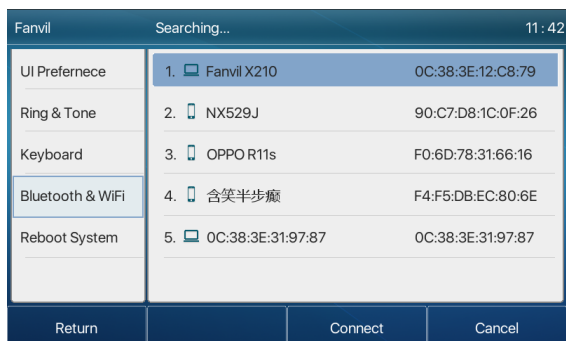 Fanvil Searching... 11:42
UI Prefernece
Ring & Tone
Keyboard
Bluetooth & WiFi
Reboot System
1. Fanvil X210 0C:38:3E:12:C8:79
2. NX529J 90:C7:D8:1C:0F:26
3. OPPO R11s F0:6D:78:31:66:16
4. 含笑半步癫 F4:F5:DB:EC:80:6E
5. 0C:38:3E:31:97:87 0C:38:3E:31:97:87
Return Connect Cancel